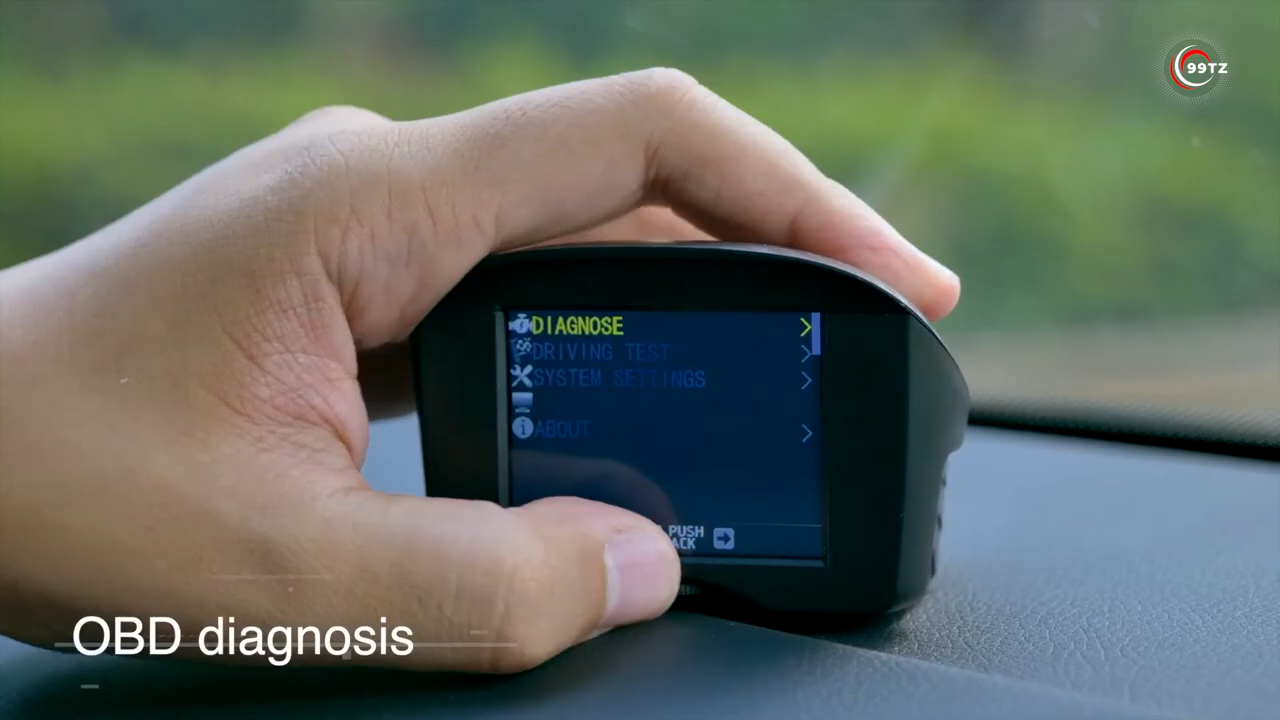 99TZ
DIAGNOSE
DRIVING TEST
SYSTEM SETTINGS
ABOUT
PUSH
OBD diagnosis